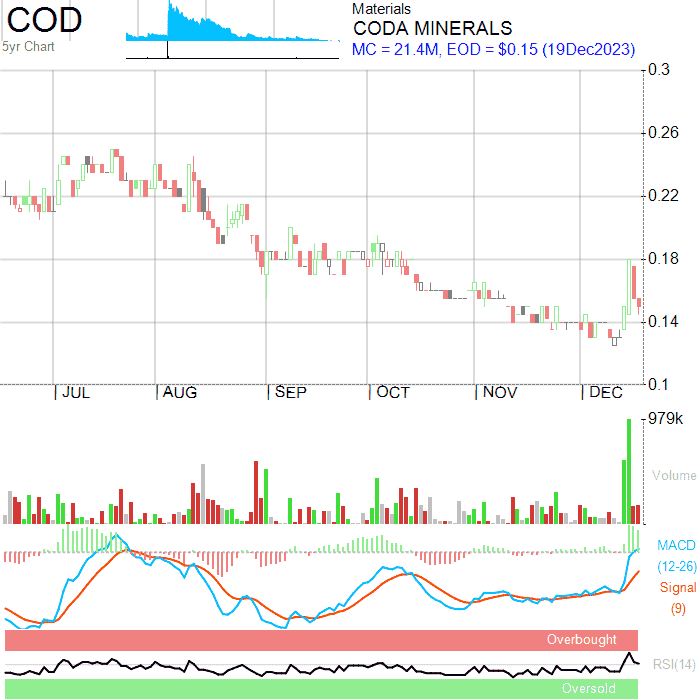 COD
5yr Chart
Materials
CODA MINERALS
MC = 21.4M, EOD = $0.15 (19Dec2023)
0.3
0.26
0.22
0.18
0.14
0.1
JUL
AUG
SEP
OCT
NOV
DEC
979k
Volume
MACD
(12-26)
Signal
(9)
Overbought
RSI(14)
Oversold